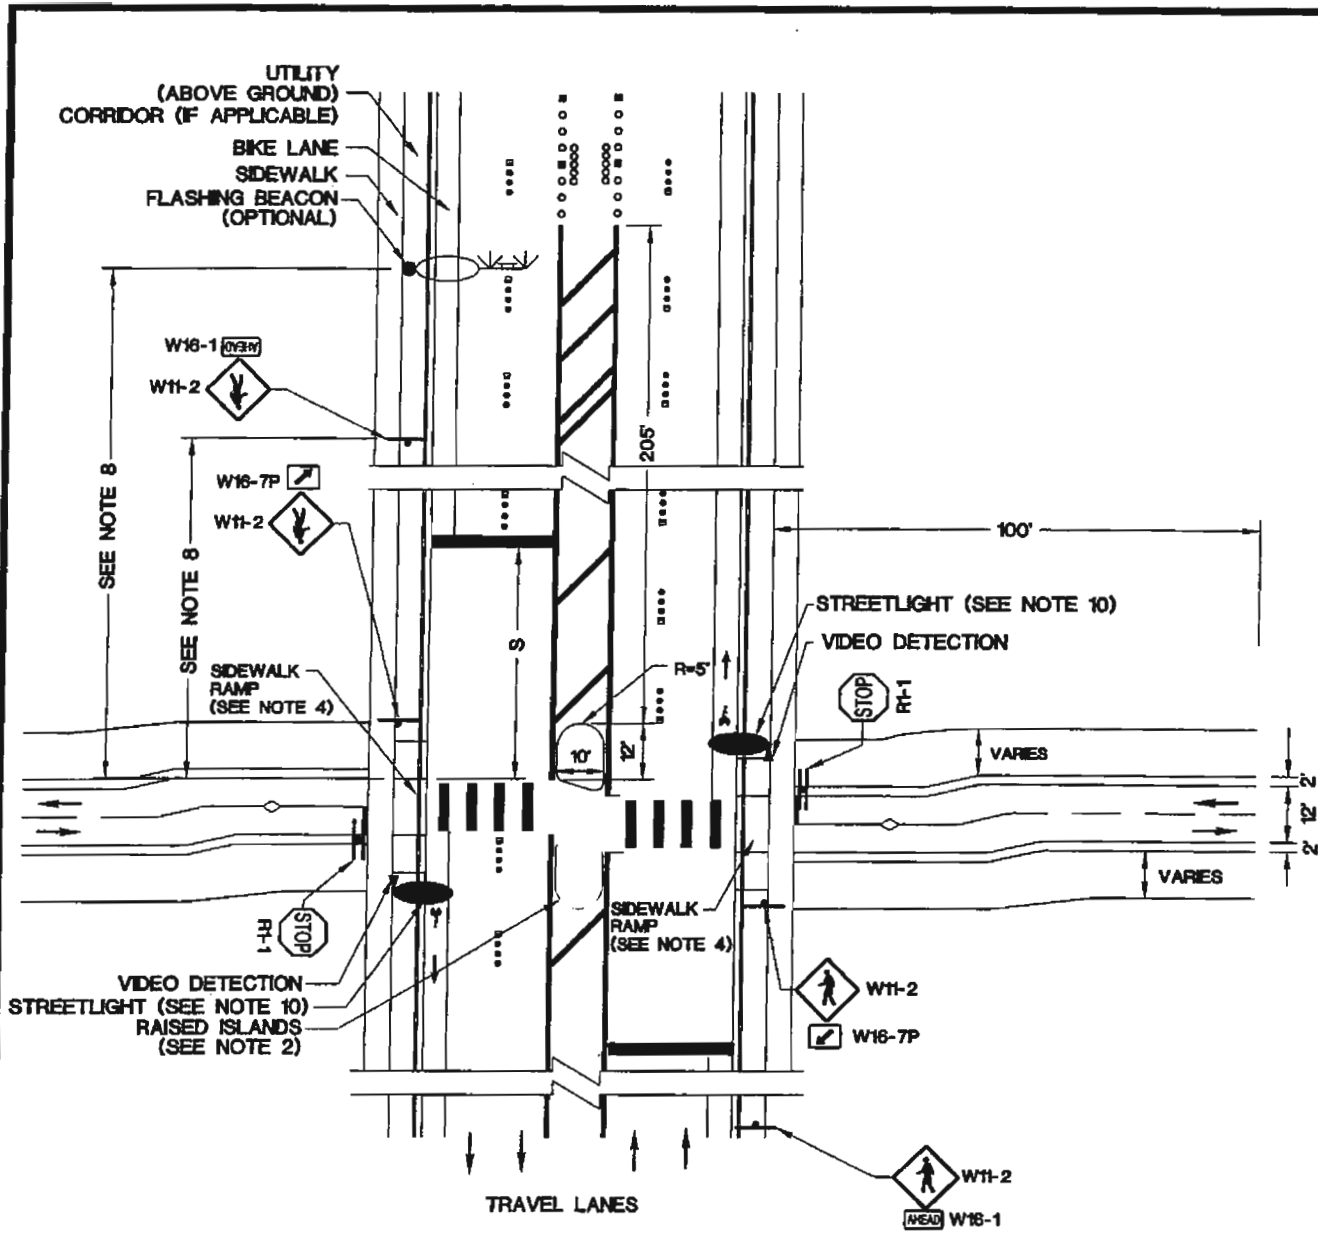 UTILITY
(ABOVE GROUND)
CORRIDOR (IF APPLICABLE)
BIKE LANE
SIDEWALK
FLASHING BEACON
(OPTIONAL)
W16-1 AHEAD
W11-2
205'
SEE NOTE 8
SEE NOTE 8
W16-7P
W11-2
100'
S
STREETLIGHT (SEE NOTE 10)
VIDEO DETECTION
SIDEWALK
RAMP
(SEE NOTE 4)
R=5'
STOP
R1-1
10'
12'
VARIES
2'
12'
2'
VARIES
STOP
R1-1
SIDEWALK
RAMP
(SEE NOTE 4)
VIDEO DETECTION
STREETLIGHT (SEE NOTE 10)
RAISED ISLANDS
(SEE NOTE 2)
W11-2
W16-7P
TRAVEL LANES
W11-2
AHEAD W16-1